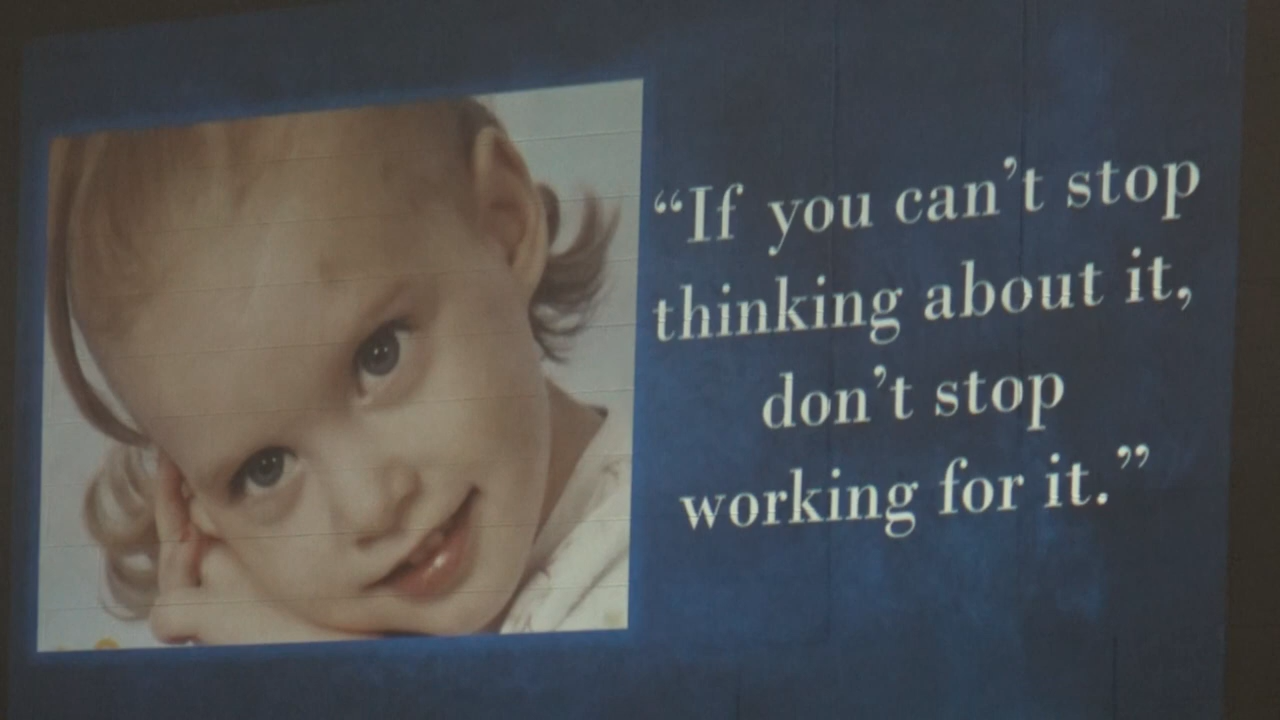 “If you can’t stop
thinking about it,
don’t stop
working for it.”